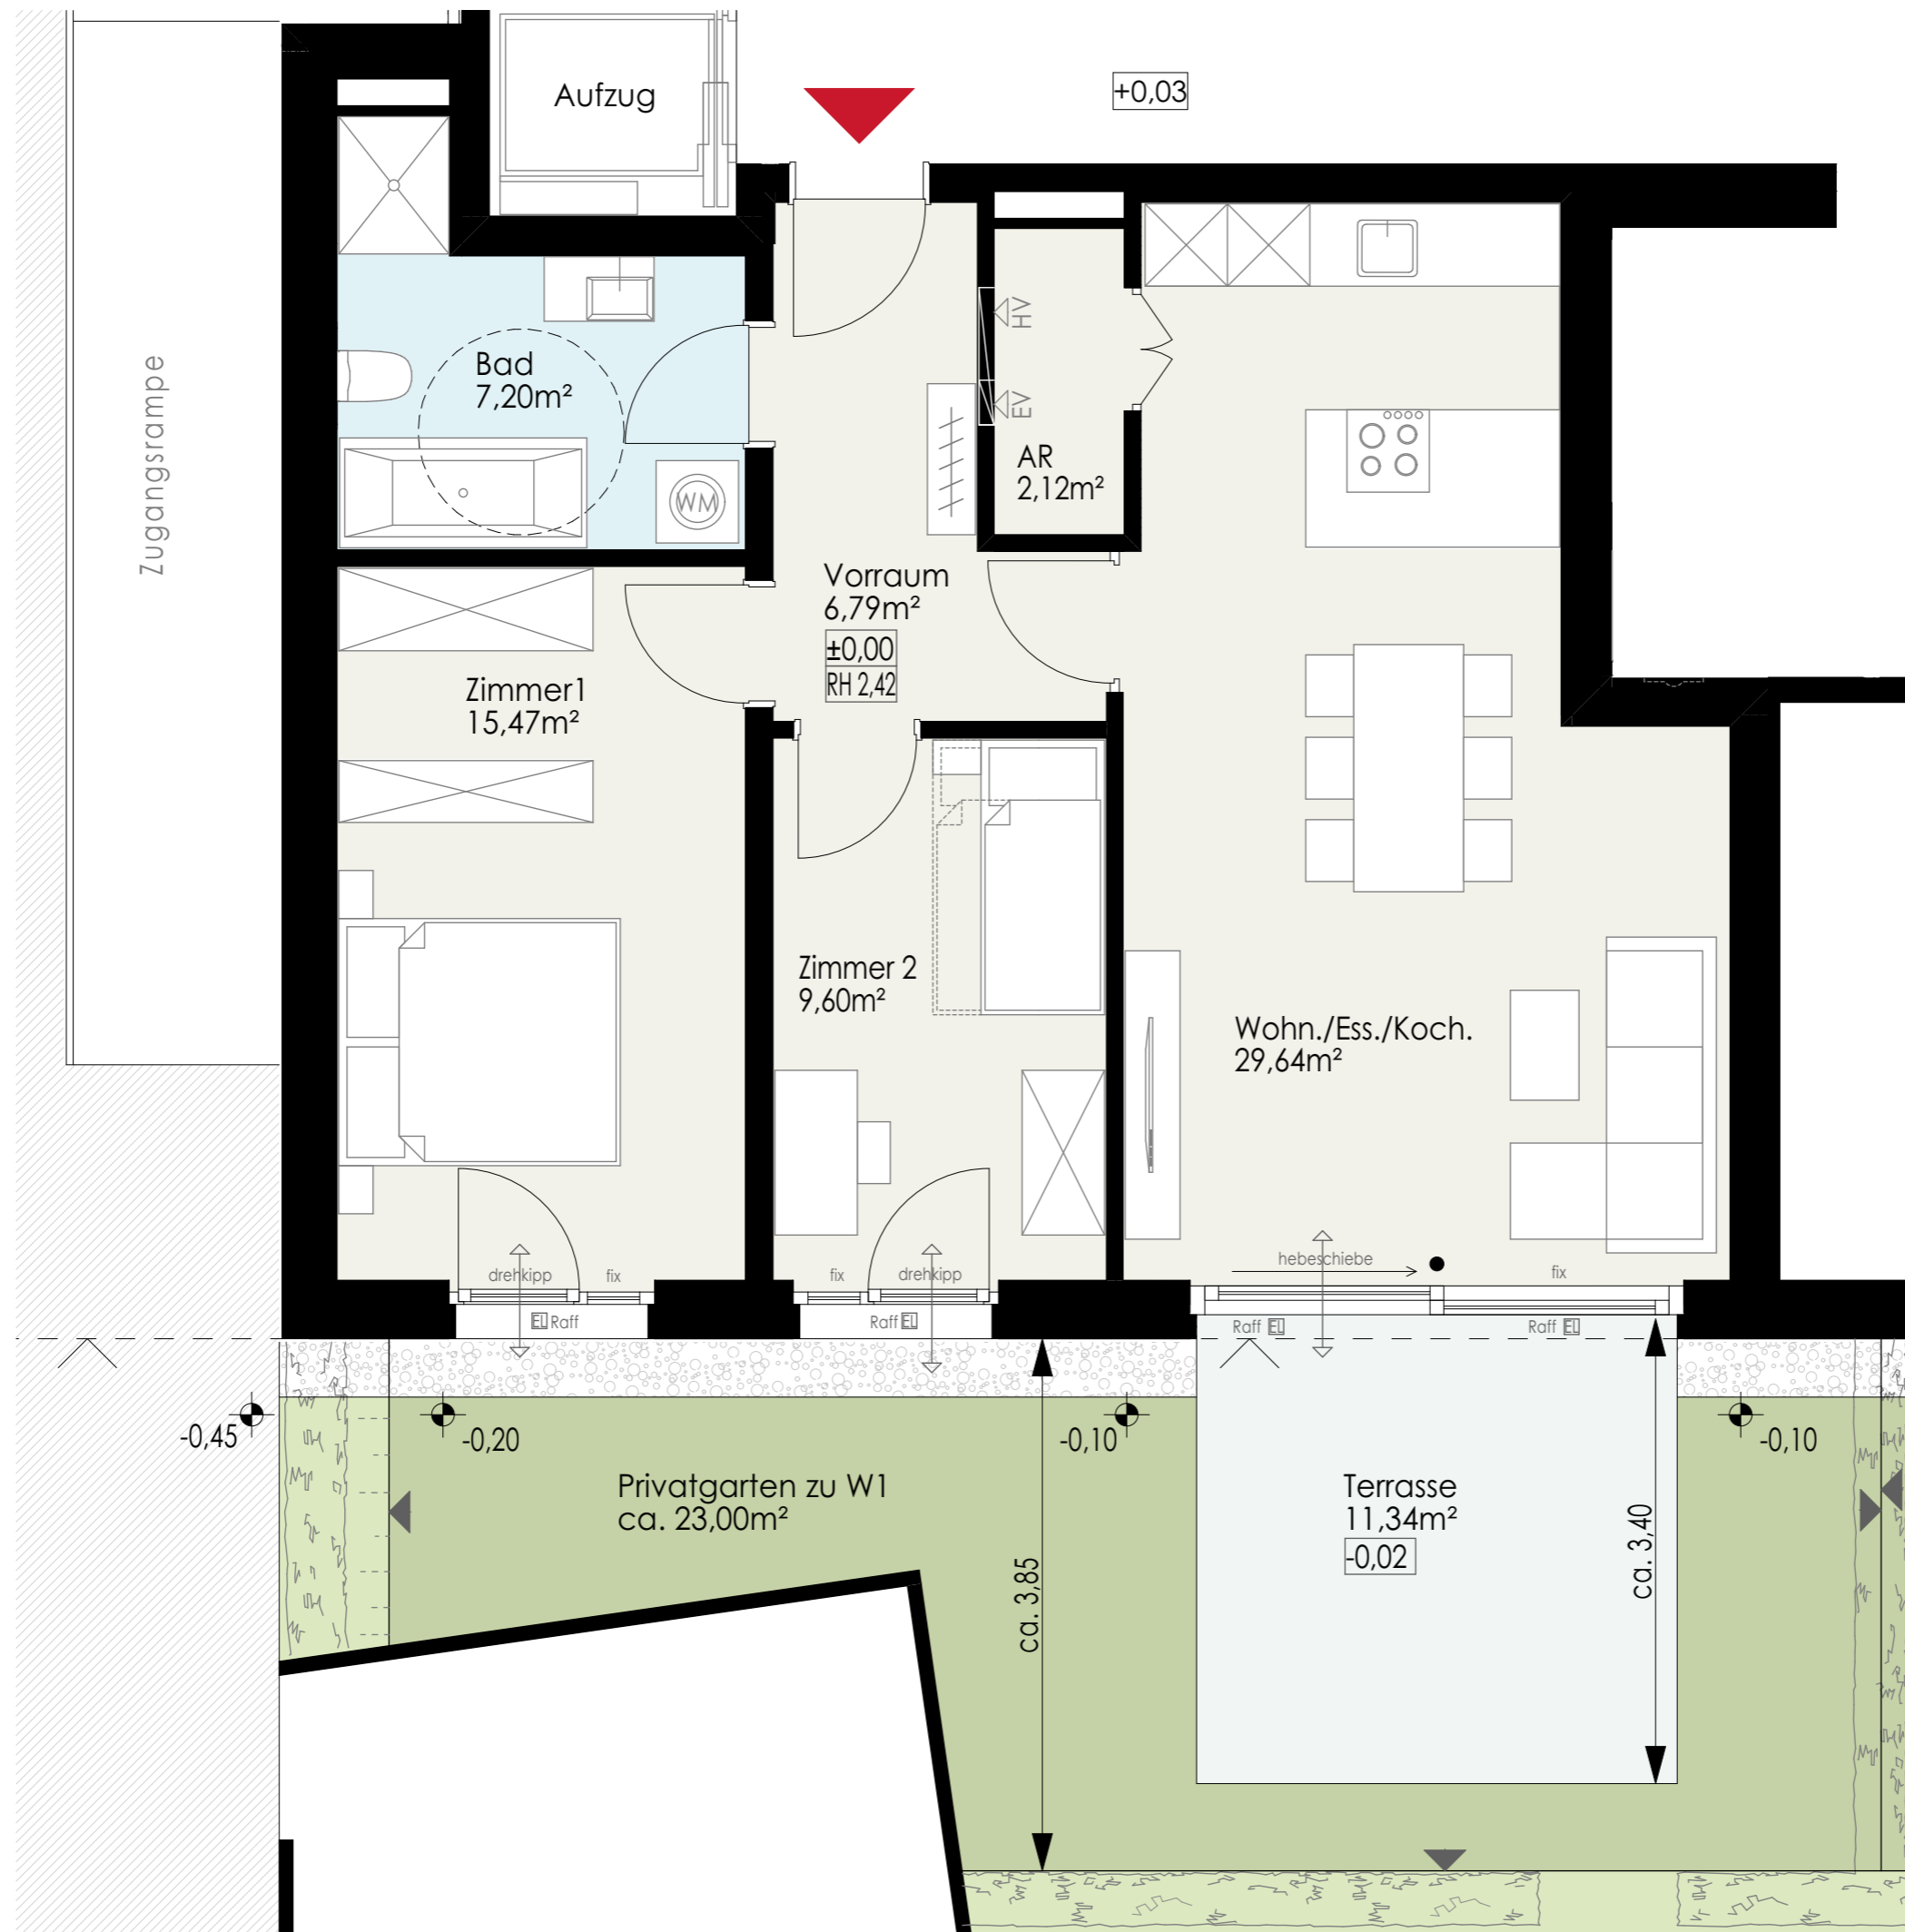 Aufzug
+0,03
Zugangsrampe
Bad
7,20m²
WM
HV
EV
AR
2,12m²
Vorraum
6,79m²
±0,00
RH 2,42
Zimmer1
15,47m²
Zimmer 2
9,60m²
Wohn./Ess./Koch.
29,64m²
drehkipp
fix
fix
drehkipp
hebeschiebe
fix
EL Raff
Raff EL
Raff EL
Raff EL
-0,45
-0,20
-0,10
-0,10
Privatgarten zu W1
ca. 23,00m²
Terrasse
11,34m²
-0,02
ca. 3,85
ca. 3,40